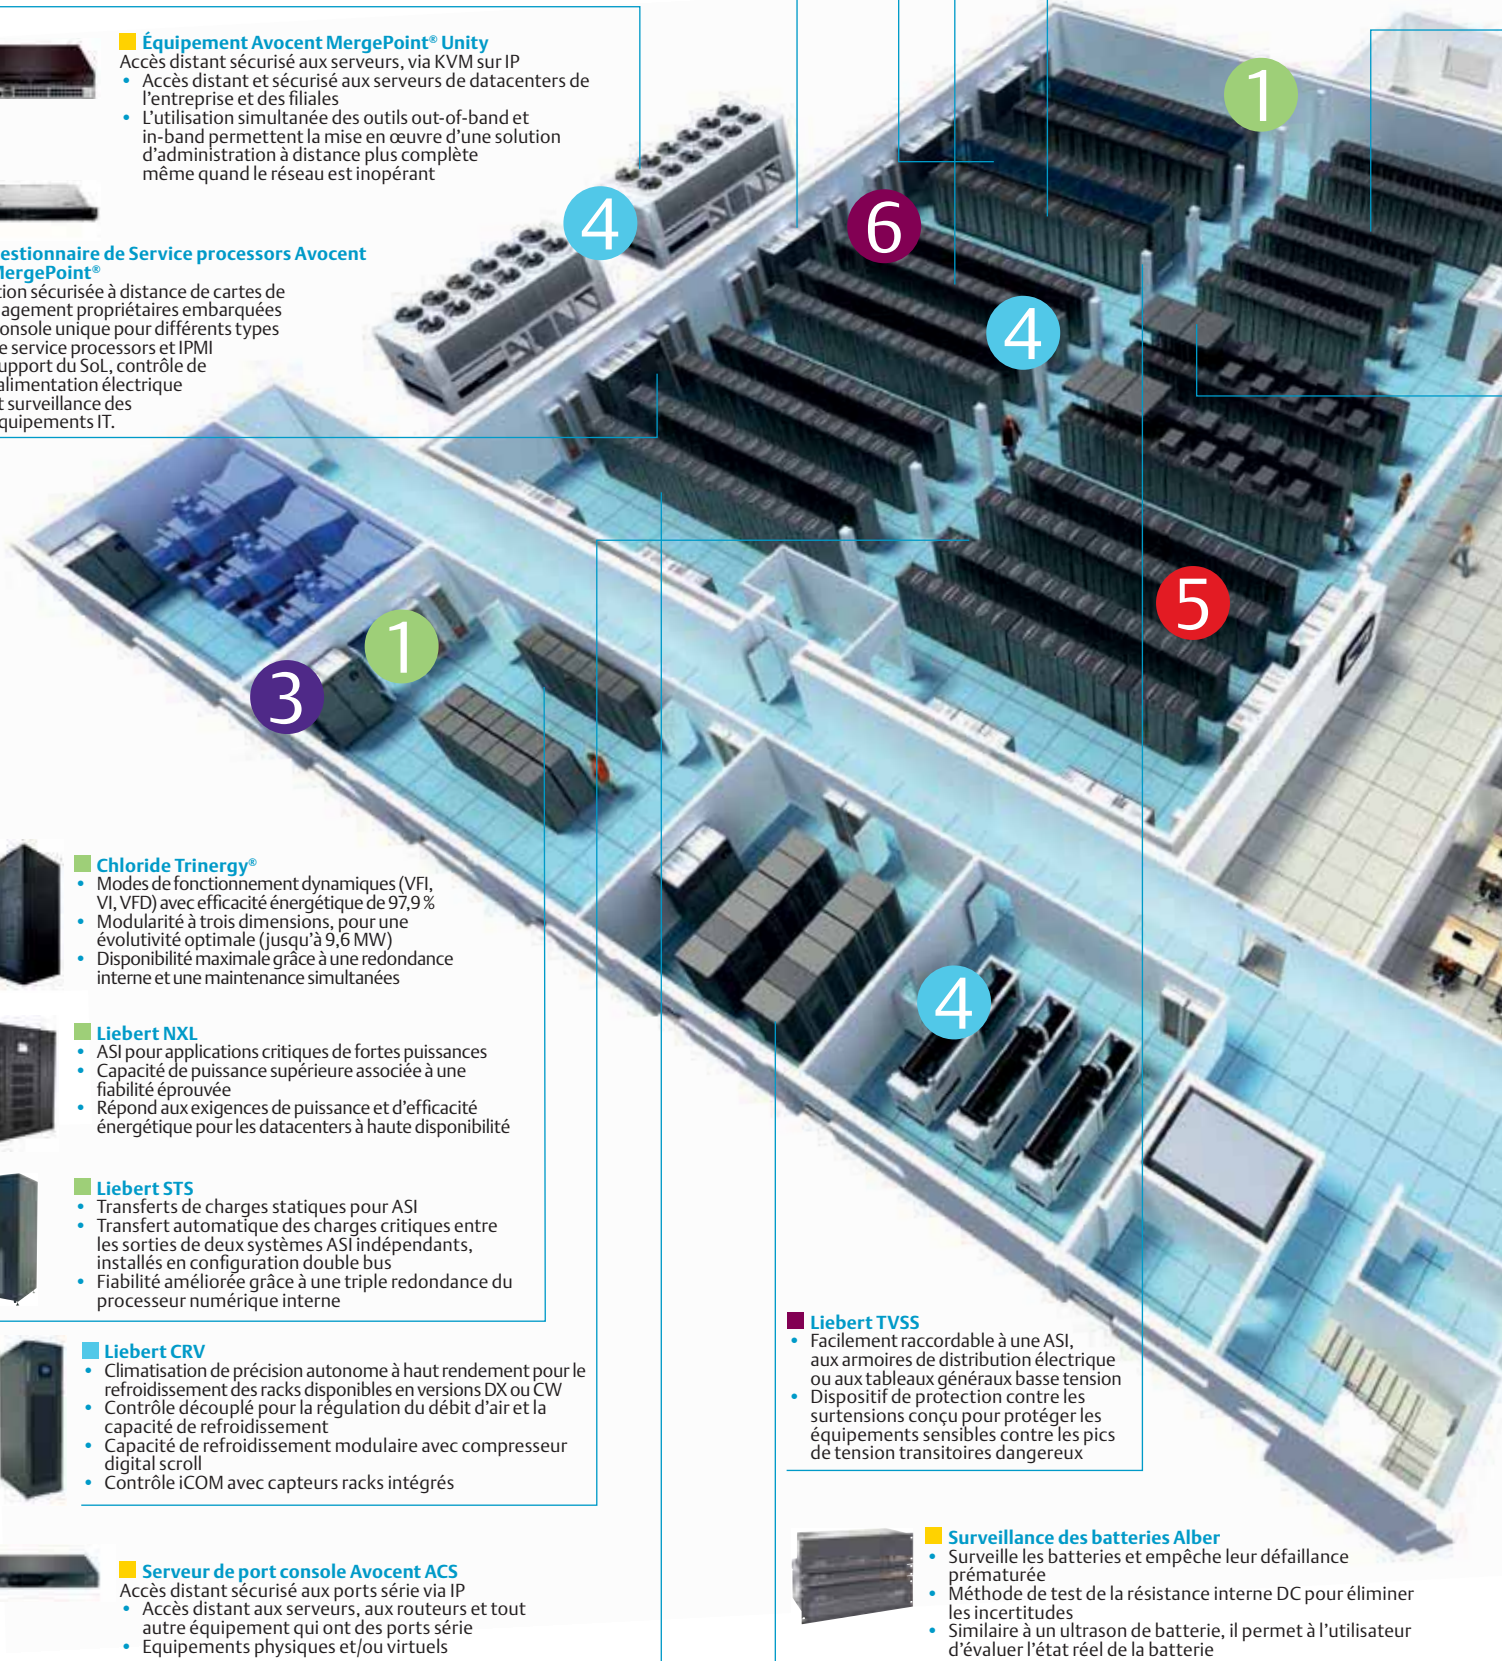 Équipement Avocent MergePoint® Unity
Accès distant sécurisé aux serveurs, via KVM sur IP
• Accès distant et sécurisé aux serveurs de datacenters de
l’entreprise et des filiales
• L’utilisation simultanée des outils out-of-band et
in-band permettent la mise en œuvre d’une solution
d’administration à distance plus complète
même quand le réseau est inopérant
estionnaire de Service processors Avocent
MergePoint®
tion sécurisée à distance de cartes de
agement propriétaires embarquées
onsole unique pour différents types
e service processors et IPMI
upport du SoL, contrôle de
alimentation électrique
t surveillance des
quipements IT.
1
4
6
4
5
1
3
4
Chloride Trinergy®
• Modes de fonctionnement dynamiques (VFI,
VI, VFD) avec efficacité énergétique de 97,9 %
• Modularité à trois dimensions, pour une
évolutivité optimale (jusqu’à 9,6 MW)
• Disponibilité maximale grâce à une redondance
interne et une maintenance simultanées
Liebert NXL
• ASI pour applications critiques de fortes puissances
• Capacité de puissance supérieure associée à une
fiabilité éprouvée
• Répond aux exigences de puissance et d’efficacité
énergétique pour les datacenters à haute disponibilité
Liebert STS
• Transferts de charges statiques pour ASI
• Transfert automatique des charges critiques entre
les sorties de deux systèmes ASI indépendants,
installés en configuration double bus
• Fiabilité améliorée grâce à une triple redondance du
processeur numérique interne
Liebert CRV
• Climatisation de précision autonome à haut rendement pour le
refroidissement des racks disponibles en versions DX ou CW
• Contrôle découplé pour la régulation du débit d'air et la
capacité de refroidissement
• Capacité de refroidissement modulaire avec compresseur
digital scroll
• Contrôle iCOM avec capteurs racks intégrés
Serveur de port console Avocent ACS
Accès distant sécurisé aux ports série via IP
• Accès distant aux serveurs, aux routeurs et tout
autre équipement qui ont des ports série
• Equipements physiques et/ou virtuels
Liebert TVSS
• Facilement raccordable à une ASI,
aux armoires de distribution électrique
ou aux tableaux généraux basse tension
• Dispositif de protection contre les
surtensions conçu pour protéger les
équipements sensibles contre les pics
de tension transitoires dangereux
Surveillance des batteries Alber
• Surveille les batteries et empêche leur défaillance
prématurée
• Méthode de test de la résistance interne DC pour éliminer
les incertitudes
• Similaire à un ultrason de batterie, il permet à l’utilisateur
d’évaluer l’état réel de la batterie